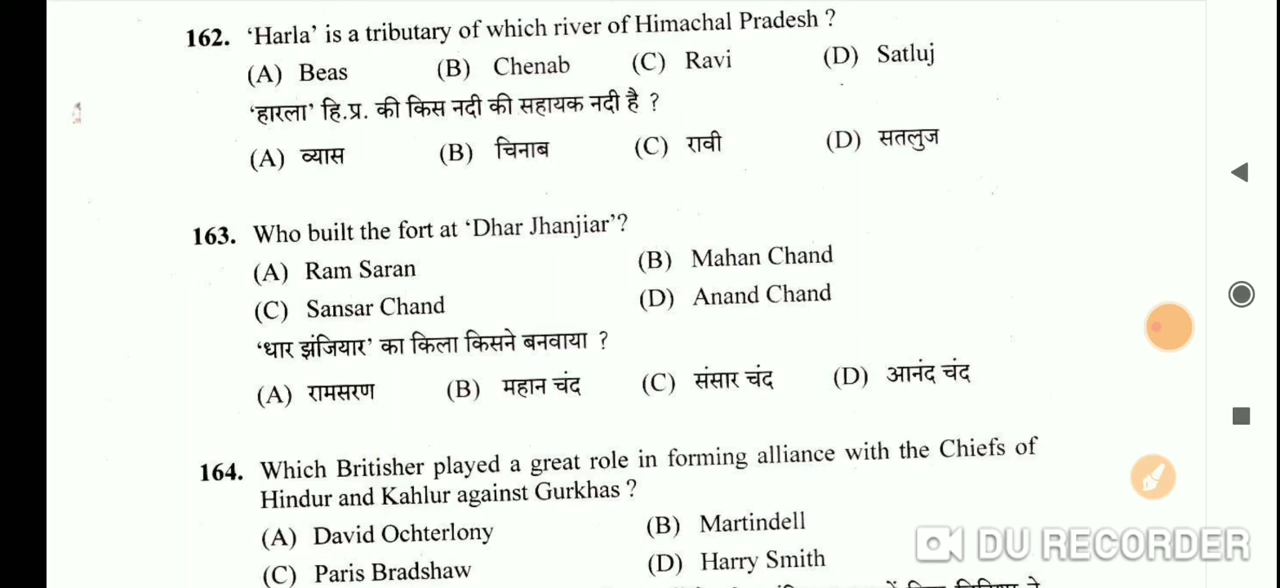 162. ‘Harla’ is a tributary of which river of Himachal Pradesh ?
(A) Beas (B) Chenab (C) Ravi (D) Satluj
‘हारला’ हि.प्र. की किस नदी की सहायक नदी है ?
(A) व्यास (B) चिनाब (C) रावी (D) सतलुज
163. Who built the fort at ‘Dhar Jhanjiar’?
(A) Ram Saran (B) Mahan Chand
(C) Sansar Chand (D) Anand Chand
‘धार झंजियार’ का किला किसने बनवाया ?
(A) रामसरण (B) महान चंद (C) संसार चंद (D) आनंद चंद
164. Which Britisher played a great role in forming alliance with the Chiefs of
Hindur and Kahlur against Gurkhas ?
(A) David Ochterlony (B) Martindell
(C) Paris Bradshaw (D) Harry Smith
DU RECORDER